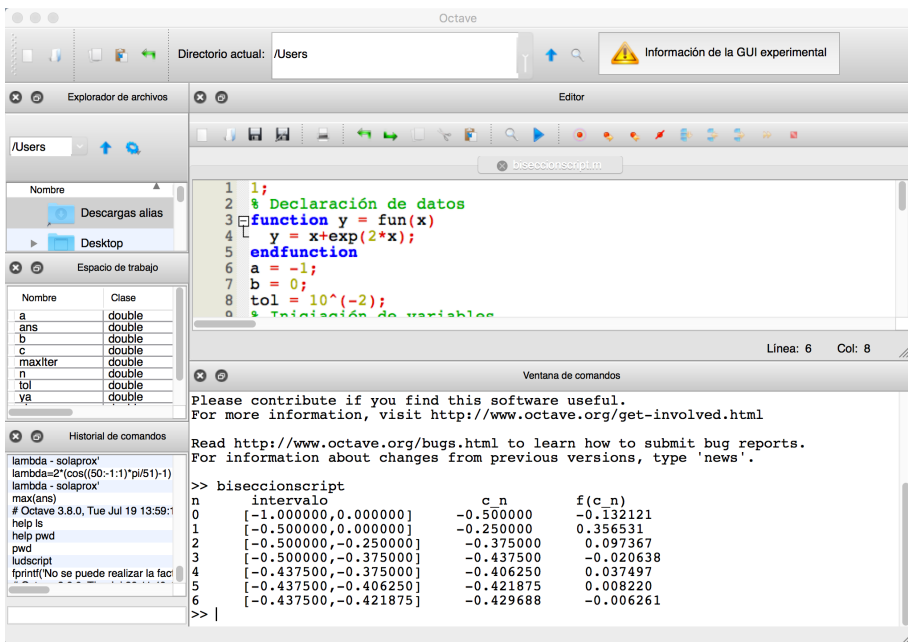 Octave
Directorio actual: /Users
Información de la GUI experimental
Explorador de archivos
/Users
Nombre
Descargas alias
Desktop
Espacio de trabajo
Nombre Clase
a double
ans double
b double
c double
maxIter double
n double
tol double
ya double
Historial de comandos
lambda - solaprox'
lambda=2*(cos((50:-1:1)*pi/51)-1)
lambda - solaprox'
max(ans)
# Octave 3.8.0, Tue Jul 19 13:59:1
help ls
help pwd
pwd
ludscript
fprintf('No se puede realizar la fact
Editor
biseccionscript.m
1 1;
2 % Declaración de datos
3 function y = fun(x)
4 y = x+exp(2*x);
5 endfunction
6 a = -1;
7 b = 0;
8 tol = 10^(-2);
9 % Iniciación de variables
Línea: 6 Col: 8
Ventana de comandos
Please contribute if you find this software useful.
For more information, visit http://www.octave.org/get-involved.html
Read http://www.octave.org/bugs.html to learn how to submit bug reports.
For information about changes from previous versions, type 'news'.
>> biseccionscript
n intervalo c_n f(c_n)
0 [-1.000000,0.000000] -0.500000 -0.132121
1 [-0.500000,0.000000] -0.250000 0.356531
2 [-0.500000,-0.250000] -0.375000 0.097367
3 [-0.500000,-0.375000] -0.437500 -0.020638
4 [-0.437500,-0.375000] -0.406250 0.037497
5 [-0.437500,-0.406250] -0.421875 0.008220
6 [-0.437500,-0.421875] -0.429688 -0.006261
>>